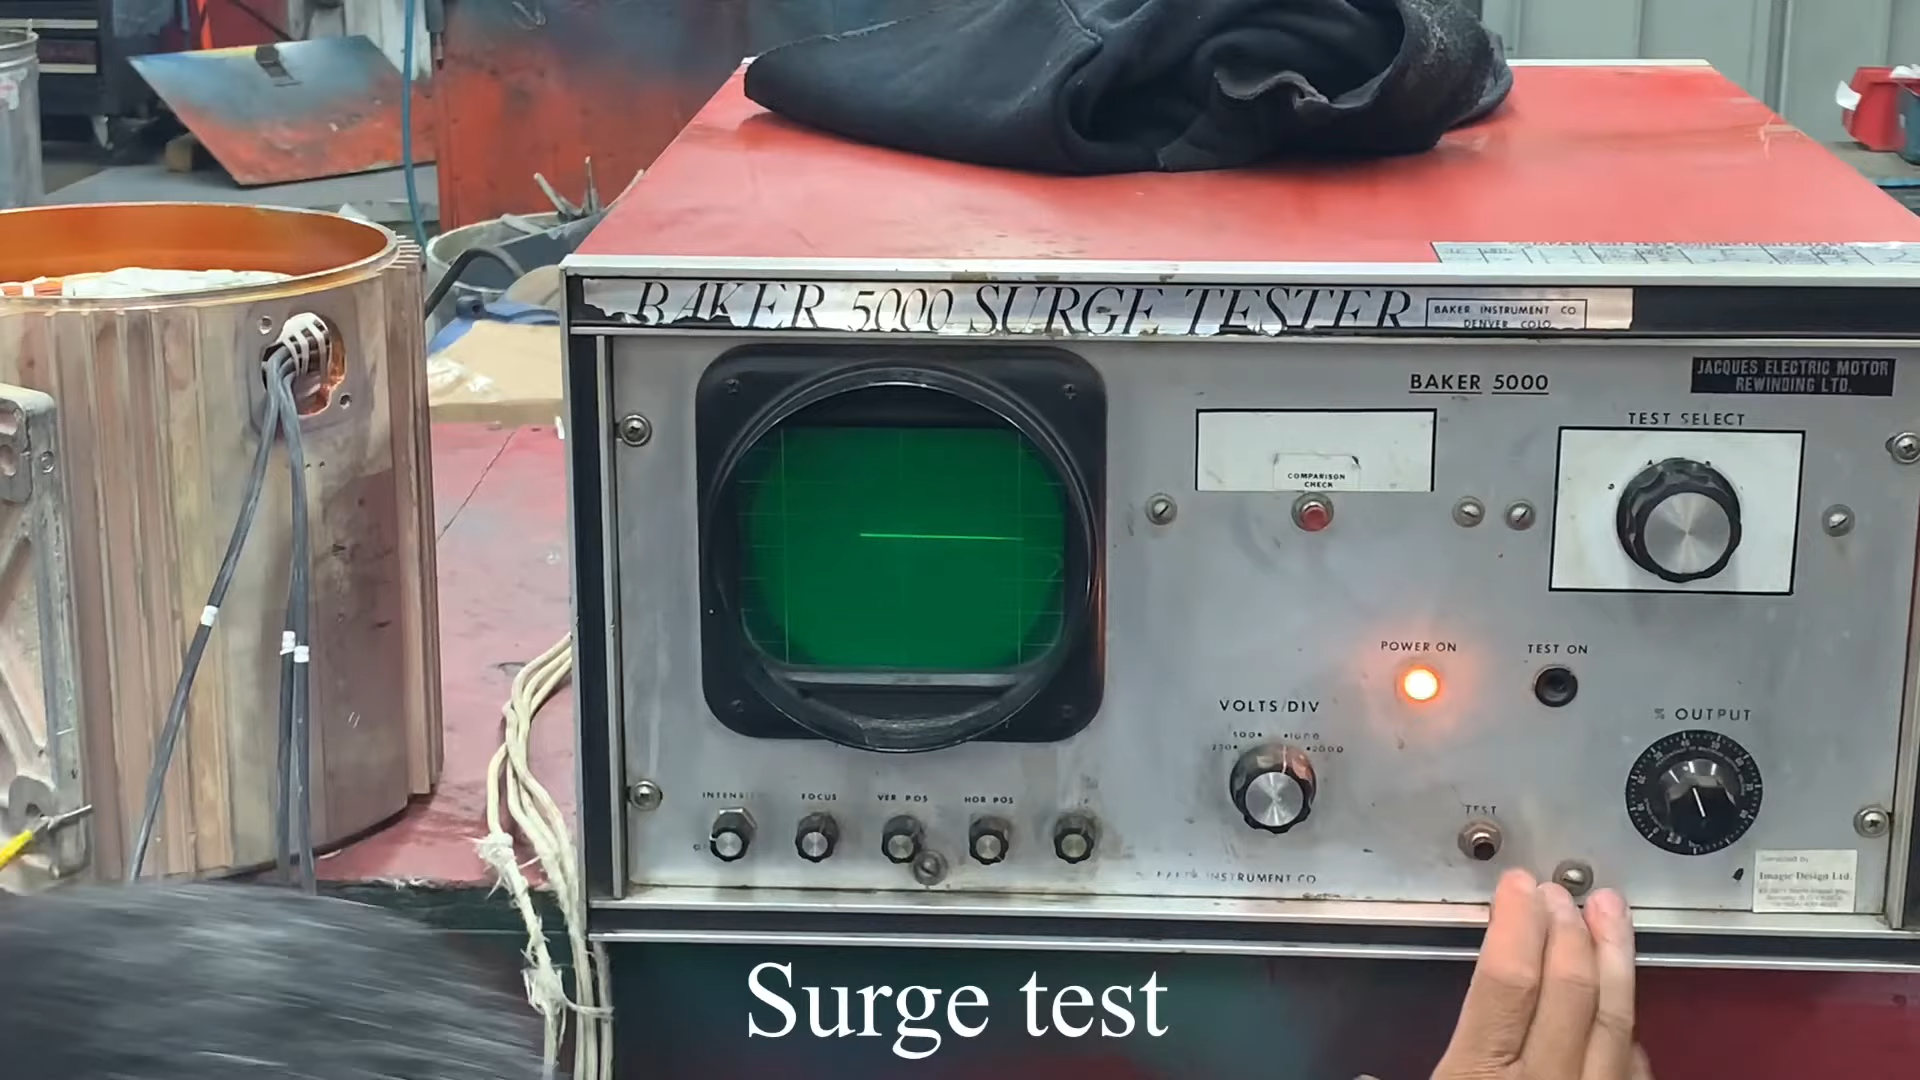 BAKER 5000 SURGE TESTER
BAKER INSTRUMENT CO.
DENVER COLO
JACQUES ELECTRIC MOTOR
REWINDING LTD.
BAKER 5000
TEST SELECT
COMPARISON
CHECK
POWER ON
TEST ON
VOLTS/DIV
500 1000
2000
% OUTPUT
FOCUS
VER POS
HOR POS
TEST
INSTRUMENT CO
Imagic Design Ltd.
Surge test